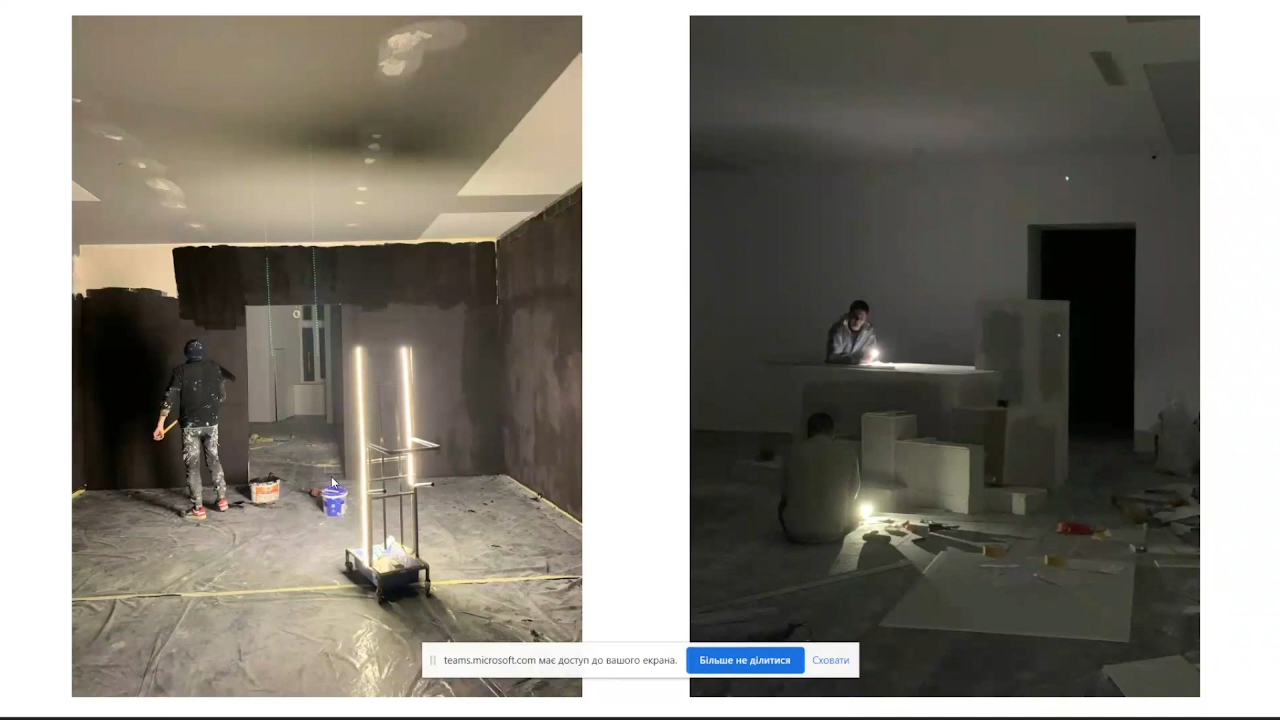 teams.microsoft.com має доступ до вашого екрана.
Більше не ділитися
Сховати